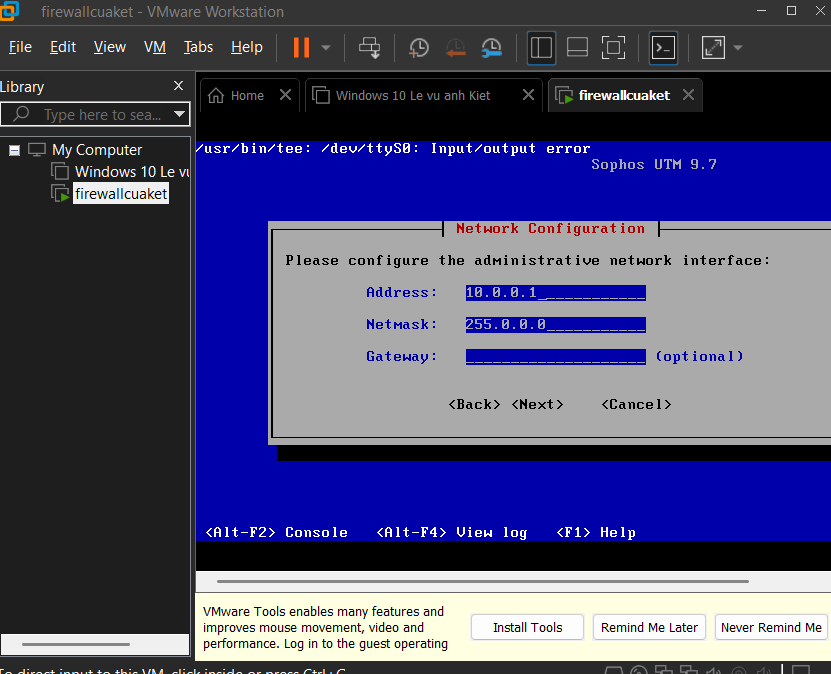 firewallcuaket - VMware Workstation
File Edit View VM Tabs Help
Library
Type here to sea...
Home
Windows 10 Le vu anh Kiet
firewallcuaket
My Computer
Windows 10 Le vu
firewallcuaket
/usr/bin/tee: /dev/ttyS0: Input/output error
Sophos UTM 9.7
Network Configuration
Please configure the administrative network interface:
Address: 10.0.0.1____________
Netmask: 255.0.0.0___________
Gateway: ____________________ (optional)
<Back> <Next> <Cancel>
<Alt-F2> Console <Alt-F4> View log <F1> Help
VMware Tools enables many features and
improves mouse movement, video and
performance. Log in to the guest operating
Install Tools
Remind Me Later
Never Remind Me
To direct input to this VM, click inside or press Ctrl+G.